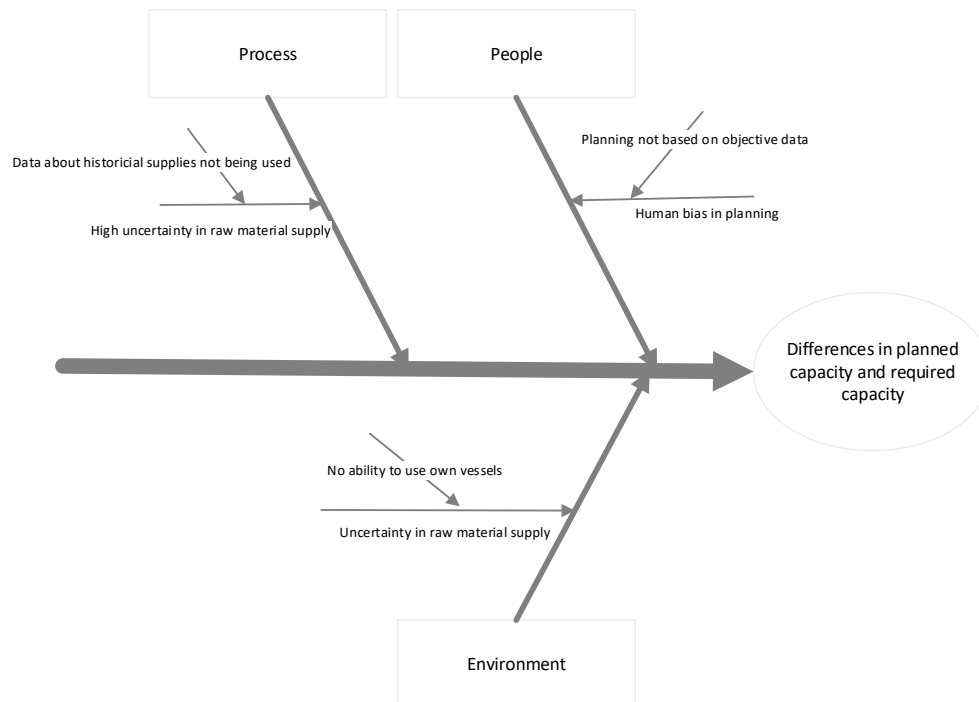 Process
People
Planning not based on objective data
Data about historicial supplies not being used
Human bias in planning
High uncertainty in raw material supply
Differences in planned
capacity and required
capacity
No ability to use own vessels
Uncertainty in raw material supply
Environment